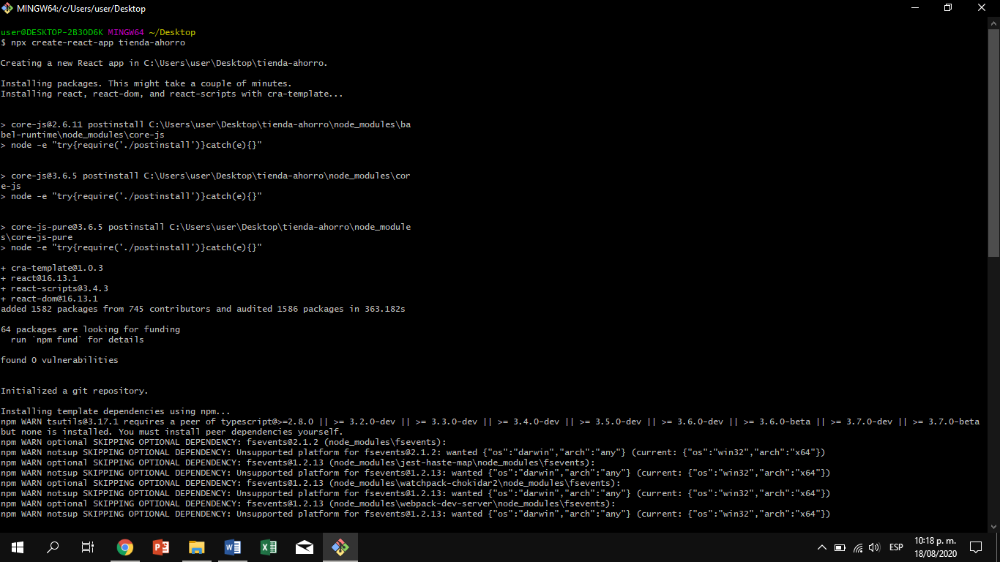 MINGW64:/c/Users/user/Desktop
user@DESKTOP-2B3OD6K MINGW64 ~/Desktop
$ npx create-react-app tienda-ahorro
Creating a new React app in C:\Users\user\Desktop\tienda-ahorro.
Installing packages. This might take a couple of minutes.
Installing react, react-dom, and react-scripts with cra-template...
> core-js@2.6.11 postinstall C:\Users\user\Desktop\tienda-ahorro\node_modules\ba
bel-runtime\node_modules\core-js
> node -e "try{require('./postinstall')}catch(e){}"
> core-js@3.6.5 postinstall C:\Users\user\Desktop\tienda-ahorro\node_modules\cor
e-js
> node -e "try{require('./postinstall')}catch(e){}"
> core-js-pure@3.6.5 postinstall C:\Users\user\Desktop\tienda-ahorro\node_module
s\core-js-pure
> node -e "try{require('./postinstall')}catch(e){}"
+ cra-template@1.0.3
+ react@16.13.1
+ react-scripts@3.4.3
+ react-dom@16.13.1
added 1582 packages from 745 contributors and audited 1586 packages in 363.182s
64 packages are looking for funding
  run `npm fund` for details
found 0 vulnerabilities
Initialized a git repository.
Installing template dependencies using npm...
npm WARN tsutils@3.17.1 requires a peer of typescript@>=2.8.0 || >= 3.2.0-dev || >= 3.3.0-dev || >= 3.4.0-dev || >= 3.5.0-dev || >= 3.6.0-dev || >= 3.6.0-beta || >= 3.7.0-dev || >= 3.7.0-beta
but none is installed. You must install peer dependencies yourself.
npm WARN optional SKIPPING OPTIONAL DEPENDENCY: fsevents@2.1.2 (node_modules\fsevents):
npm WARN notsup SKIPPING OPTIONAL DEPENDENCY: Unsupported platform for fsevents@2.1.2: wanted {"os":"darwin","arch":"any"} (current: {"os":"win32","arch":"x64"})
npm WARN optional SKIPPING OPTIONAL DEPENDENCY: fsevents@1.2.13 (node_modules\jest-haste-map\node_modules\fsevents):
npm WARN notsup SKIPPING OPTIONAL DEPENDENCY: Unsupported platform for fsevents@1.2.13: wanted {"os":"darwin","arch":"any"} (current: {"os":"win32","arch":"x64"})
npm WARN optional SKIPPING OPTIONAL DEPENDENCY: fsevents@1.2.13 (node_modules\watchpack-chokidar2\node_modules\fsevents):
npm WARN notsup SKIPPING OPTIONAL DEPENDENCY: Unsupported platform for fsevents@1.2.13: wanted {"os":"darwin","arch":"any"} (current: {"os":"win32","arch":"x64"})
npm WARN optional SKIPPING OPTIONAL DEPENDENCY: fsevents@1.2.13 (node_modules\webpack-dev-server\node_modules\fsevents):
npm WARN notsup SKIPPING OPTIONAL DEPENDENCY: Unsupported platform for fsevents@1.2.13: wanted {"os":"darwin","arch":"any"} (current: {"os":"win32","arch":"x64"})
ESP
10:18 p. m.
18/08/2020